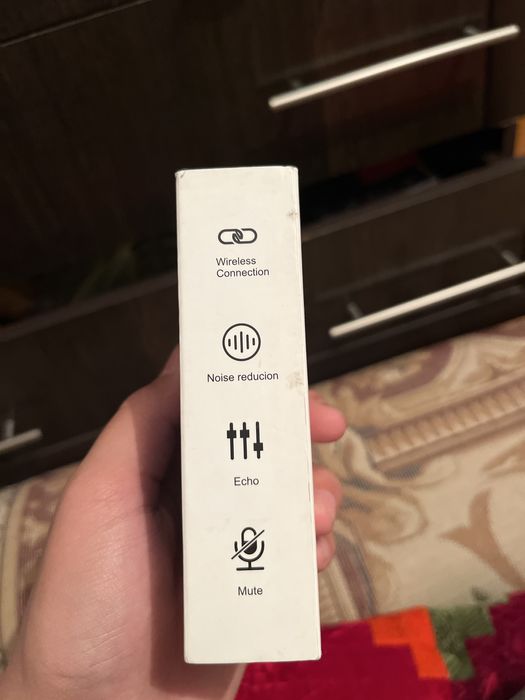 Wireless
Connection
Noise reducion
Echo
Mute